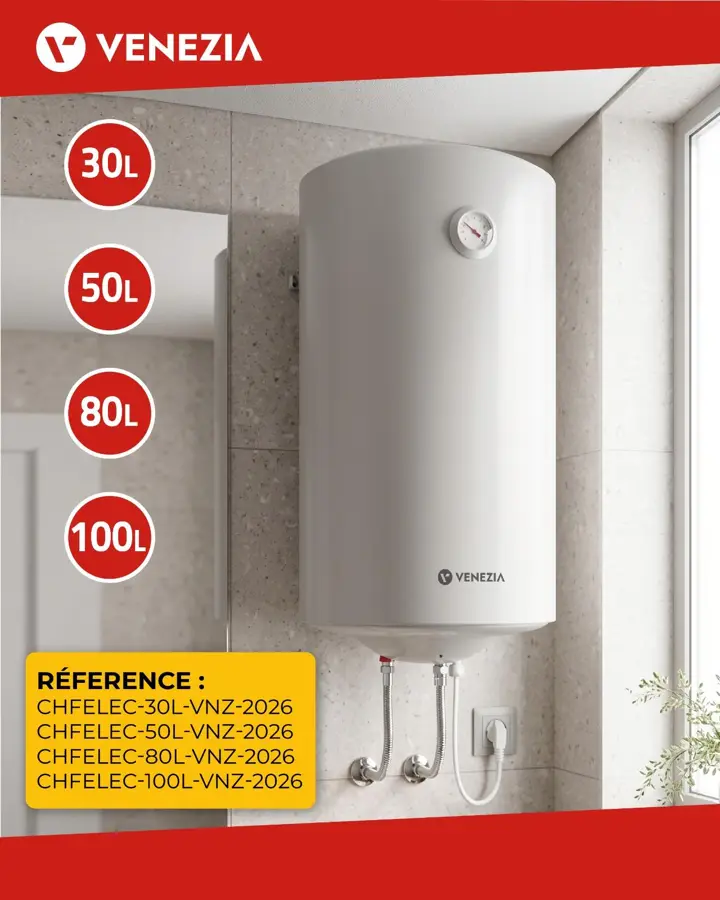 VENEZIA
30L
50L
80L
100L
VENEZIA
RÉFERENCE :
CHFELEC-30L-VNZ-2026
CHFELEC-50L-VNZ-2026
CHFELEC-80L-VNZ-2026
CHFELEC-100L-VNZ-2026